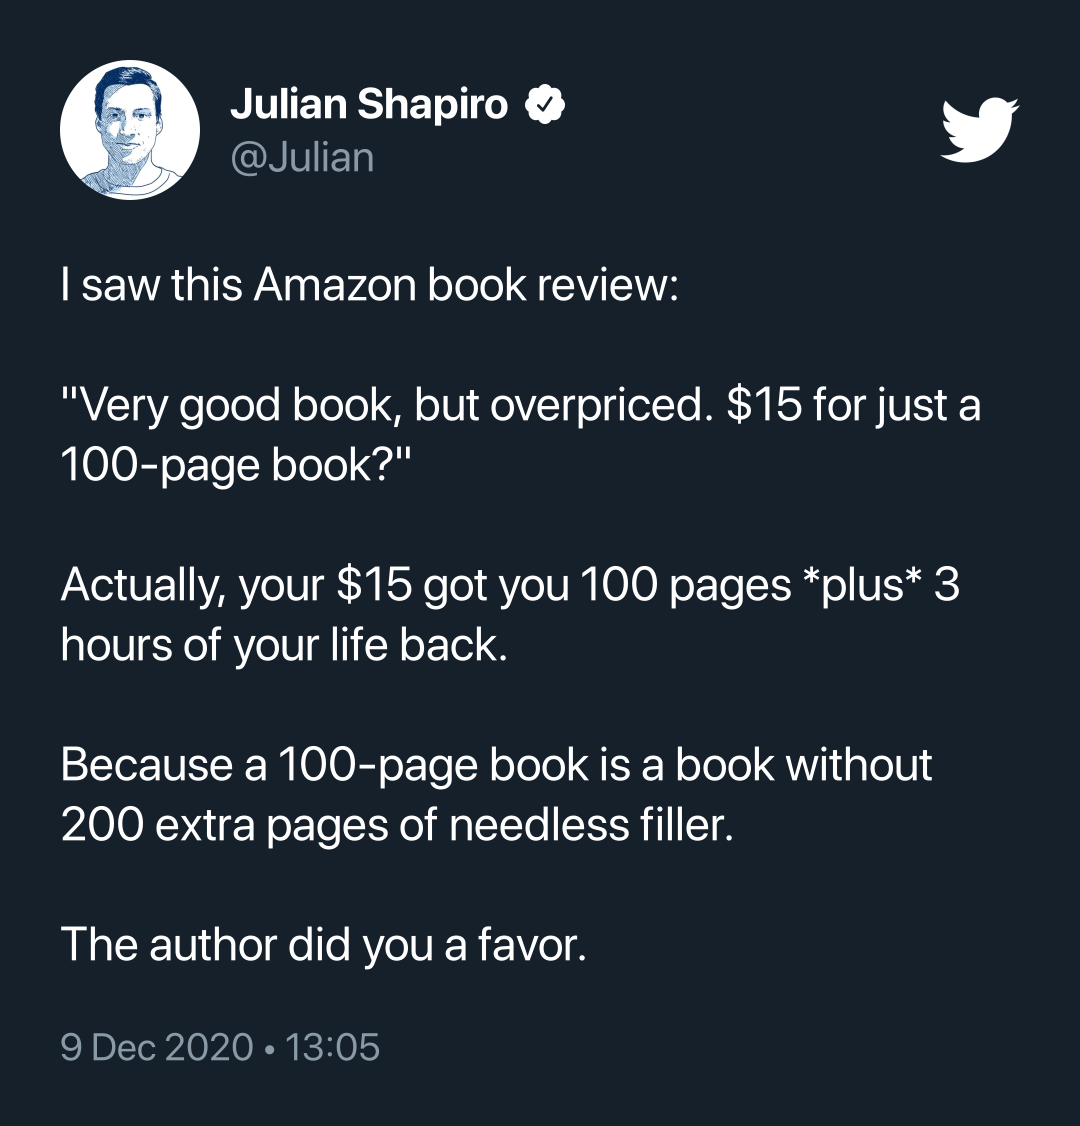 Julian Shapiro
@Julian
I saw this Amazon book review:
"Very good book, but overpriced. $15 for just a
100-page book?"
Actually, your $15 got you 100 pages *plus* 3
hours of your life back.
Because a 100-page book is a book without
200 extra pages of needless filler.
The author did you a favor.
9 Dec 2020 • 13:05